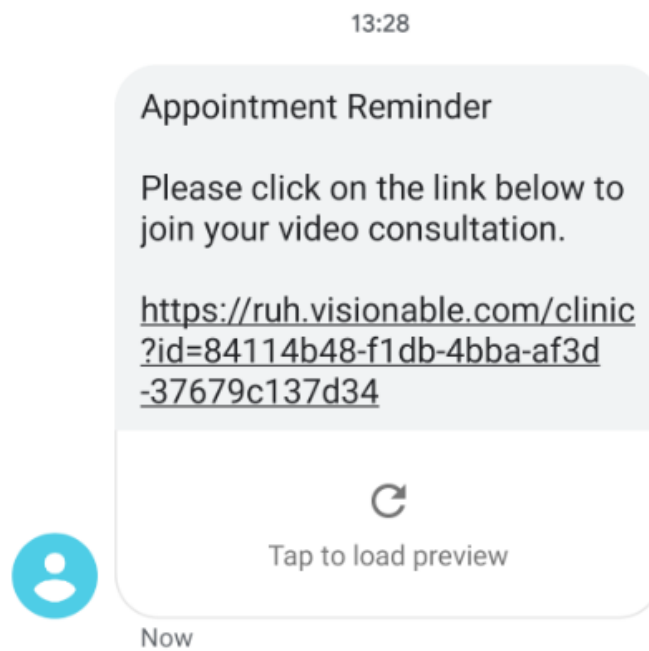 13:28
Appointment Reminder
Please click on the link below to
join your video consultation.
https://ruh.visionable.com/clinic
?id=84114b48-f1db-4bba-af3d
-37679c137d34
Tap to load preview
Now